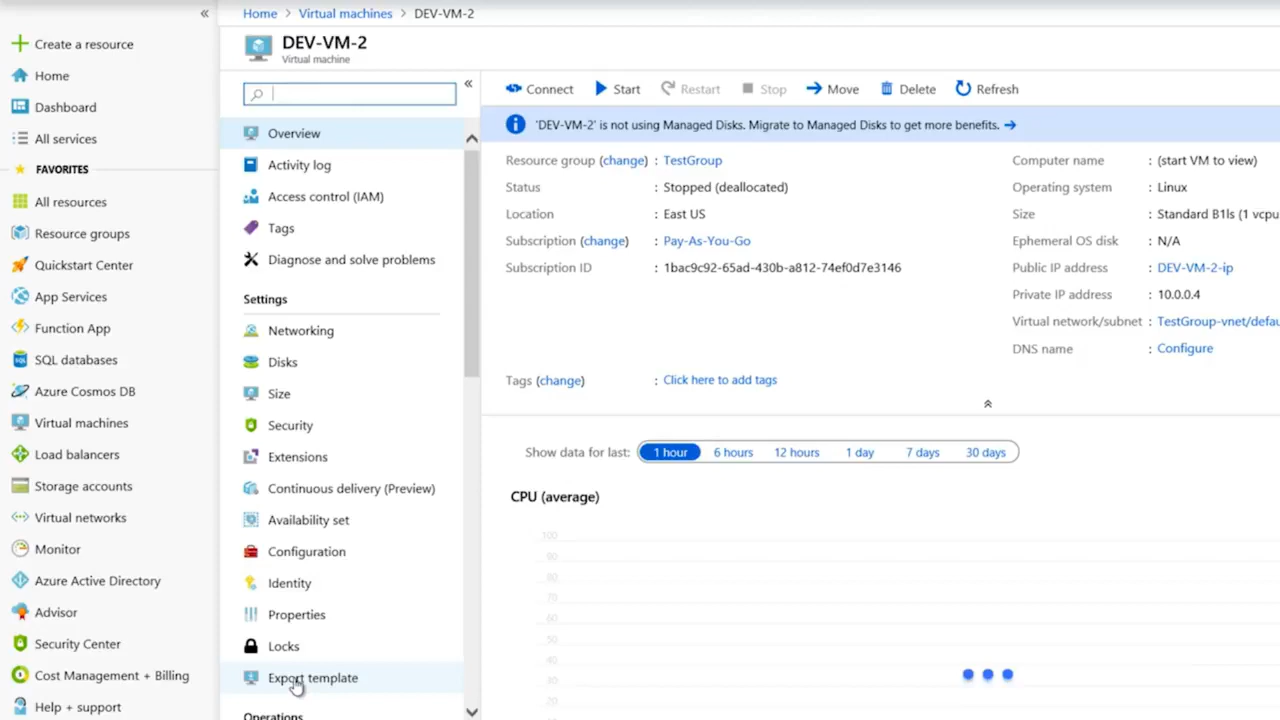 Home > Virtual machines > DEV-VM-2
«
Create a resource
Home
Dashboard
All services
FAVORITES
All resources
Resource groups
Quickstart Center
App Services
Function App
SQL databases
Azure Cosmos DB
Virtual machines
Load balancers
Storage accounts
Virtual networks
Monitor
Azure Active Directory
Advisor
Security Center
Cost Management + Billing
Help + support
DEV-VM-2
Virtual machine
«
Overview
Activity log
Access control (IAM)
Tags
Diagnose and solve problems
Settings
Networking
Disks
Size
Security
Extensions
Continuous delivery (Preview)
Availability set
Configuration
Identity
Properties
Locks
Export template
Operations
Connect Start Restart Stop Move Delete Refresh
'DEV-VM-2' is not using Managed Disks. Migrate to Managed Disks to get more benefits. →
Resource group (change) : TestGroup
Status : Stopped (deallocated)
Location : East US
Subscription (change) : Pay-As-You-Go
Subscription ID : 1bac9c92-65ad-430b-a812-74ef0d7e3146
Computer name : (start VM to view)
Operating system : Linux
Size : Standard B1ls (1 vcpu
Ephemeral OS disk : N/A
Public IP address : DEV-VM-2-ip
Private IP address : 10.0.0.4
Virtual network/subnet : TestGroup-vnet/defau
DNS name : Configure
Tags (change) : Click here to add tags
Show data for last: 1 hour 6 hours 12 hours 1 day 7 days 30 days
CPU (average)
100
90
80
70
60
50
40
30
20